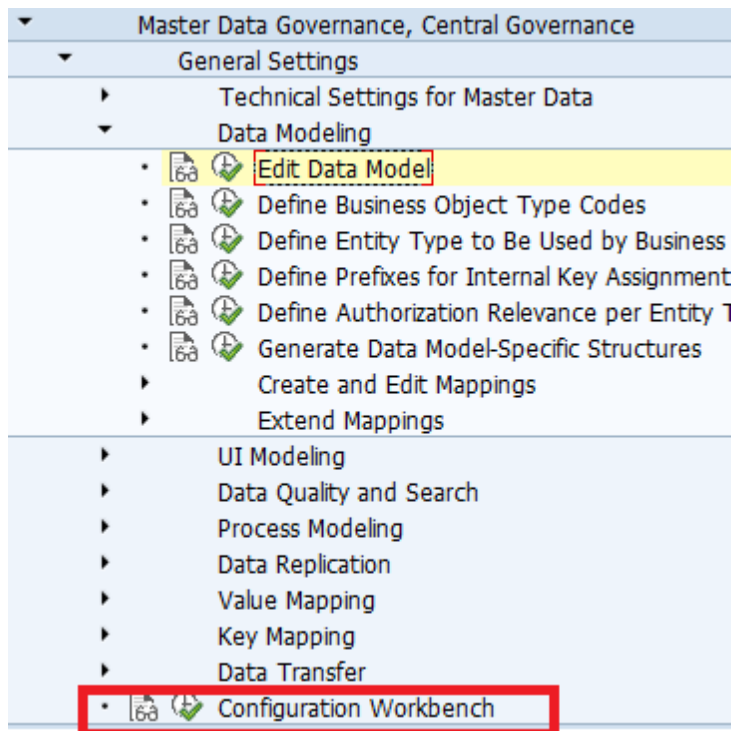 Master Data Governance, Central Governance
General Settings
Technical Settings for Master Data
Data Modeling
Edit Data Model
Define Business Object Type Codes
Define Entity Type to Be Used by Business
Define Prefixes for Internal Key Assignment
Define Authorization Relevance per Entity T
Generate Data Model-Specific Structures
Create and Edit Mappings
Extend Mappings
UI Modeling
Data Quality and Search
Process Modeling
Data Replication
Value Mapping
Key Mapping
Data Transfer
Configuration Workbench